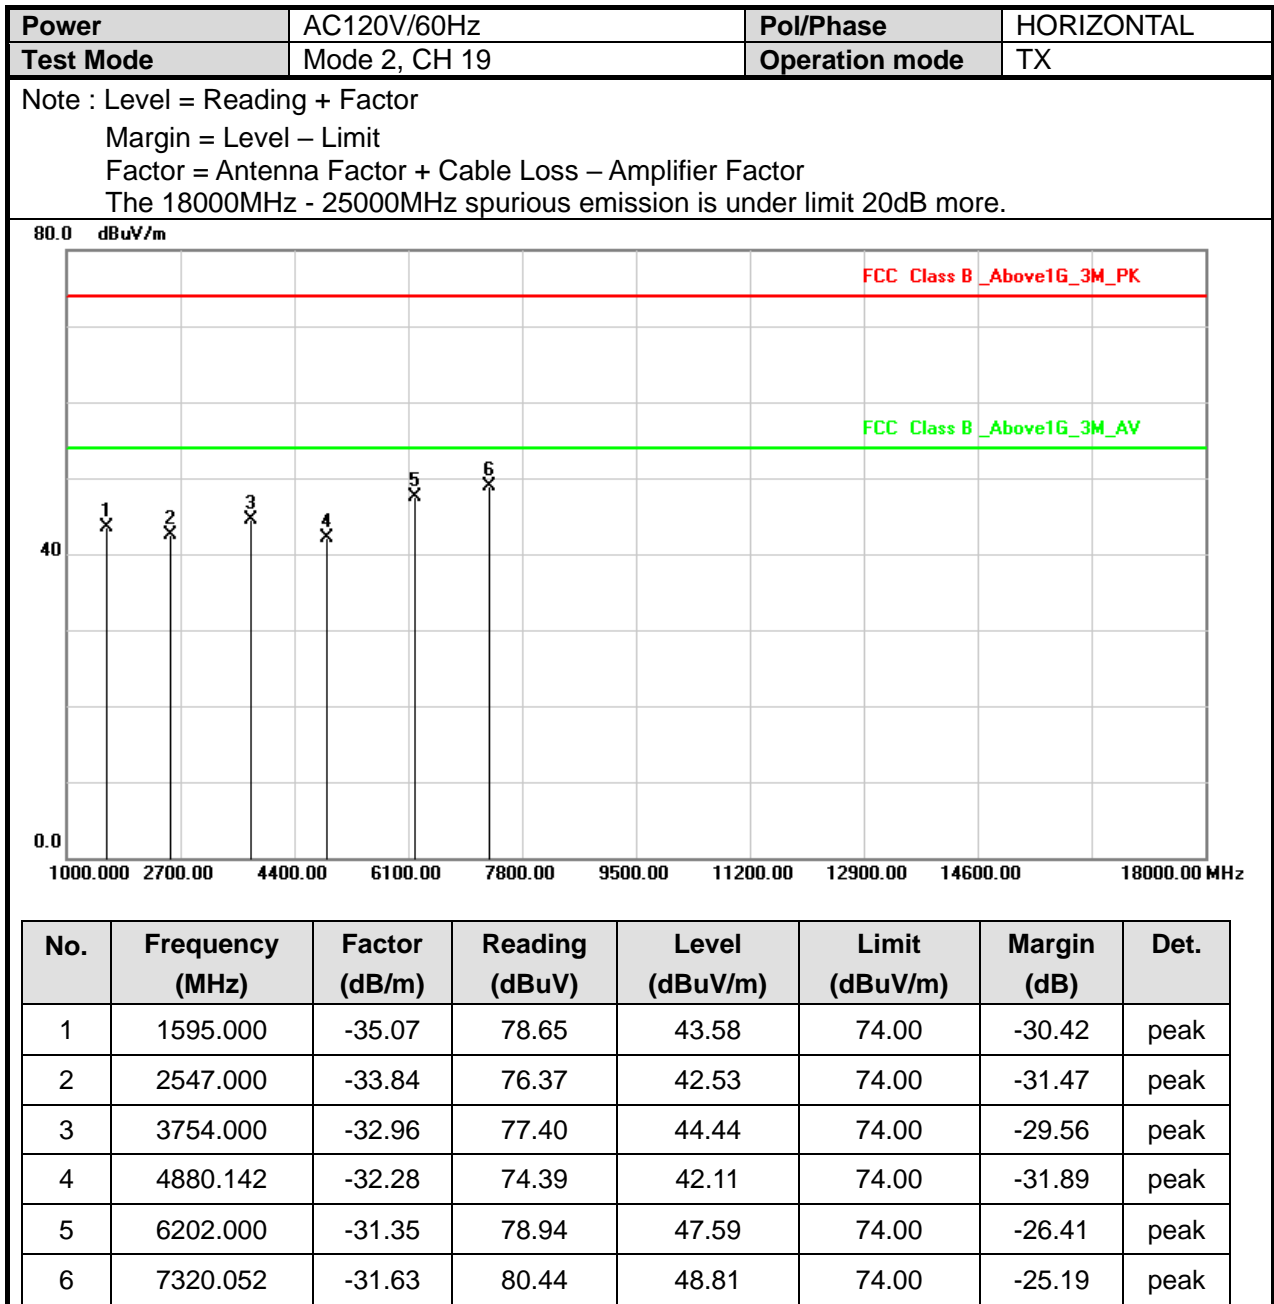 Power AC120V/60Hz Pol/Phase HORIZONTAL
Test Mode Mode 2, CH 19 Operation mode TX
Note : Level = Reading + Factor
Margin = Level – Limit
Factor = Antenna Factor + Cable Loss – Amplifier Factor
The 18000MHz - 25000MHz spurious emission is under limit 20dB more.
80.0 dBuV/m
FCC Class B _Above1G_3M_PK
FCC Class B _Above1G_3M_AV
1 2 3 4 5 6
40
0.0
1000.000 2700.00 4400.00 6100.00 7800.00 9500.00 11200.00 12900.00 14600.00 18000.00 MHz
No. Frequency Factor Reading Level Limit Margin Det.
(MHz) (dB/m) (dBuV) (dBuV/m) (dBuV/m) (dB)
1 1595.000 -35.07 78.65 43.58 74.00 -30.42 peak
2 2547.000 -33.84 76.37 42.53 74.00 -31.47 peak
3 3754.000 -32.96 77.40 44.44 74.00 -29.56 peak
4 4880.142 -32.28 74.39 42.11 74.00 -31.89 peak
5 6202.000 -31.35 78.94 47.59 74.00 -26.41 peak
6 7320.052 -31.63 80.44 48.81 74.00 -25.19 peak